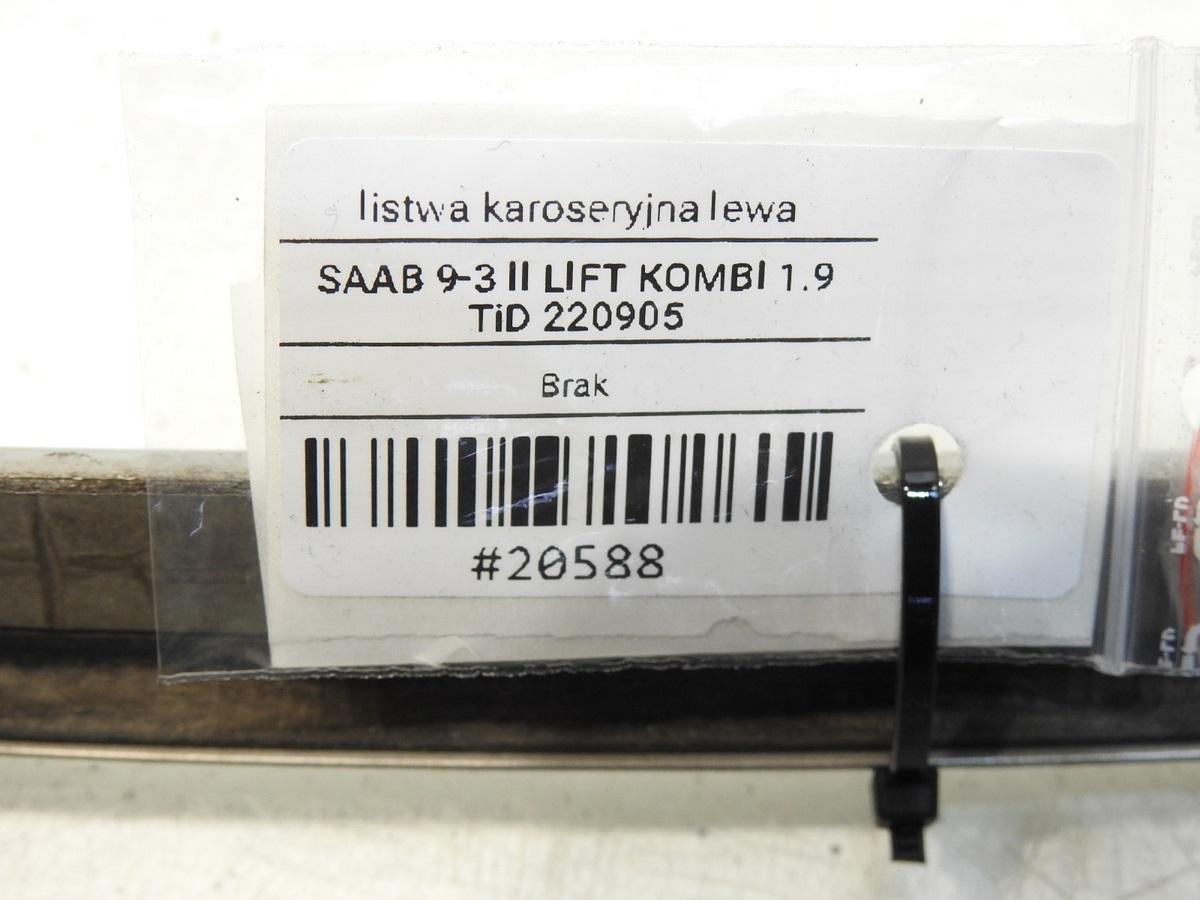 listwa karoseryjna lewa
SAAB 9-3 II LIFT KOMBI 1.9
TiD 220905
Brak
#20588